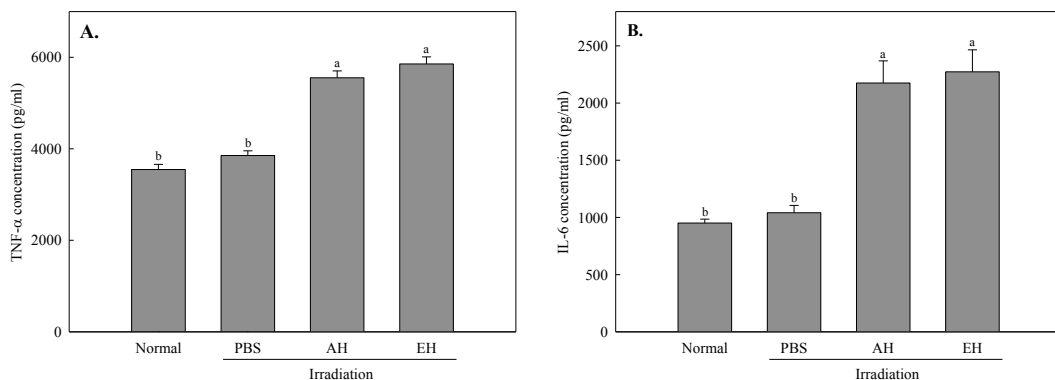 A.
TNF-α concentration (pg/ml)
6000
4000
2000
0
b
b
a
a
Normal
PBS
AH
EH
Irradiation
B.
IL-6 concentration (pg/ml)
2500
2000
1500
1000
500
0
b
b
a
a
Normal
PBS
AH
EH
Irradiation